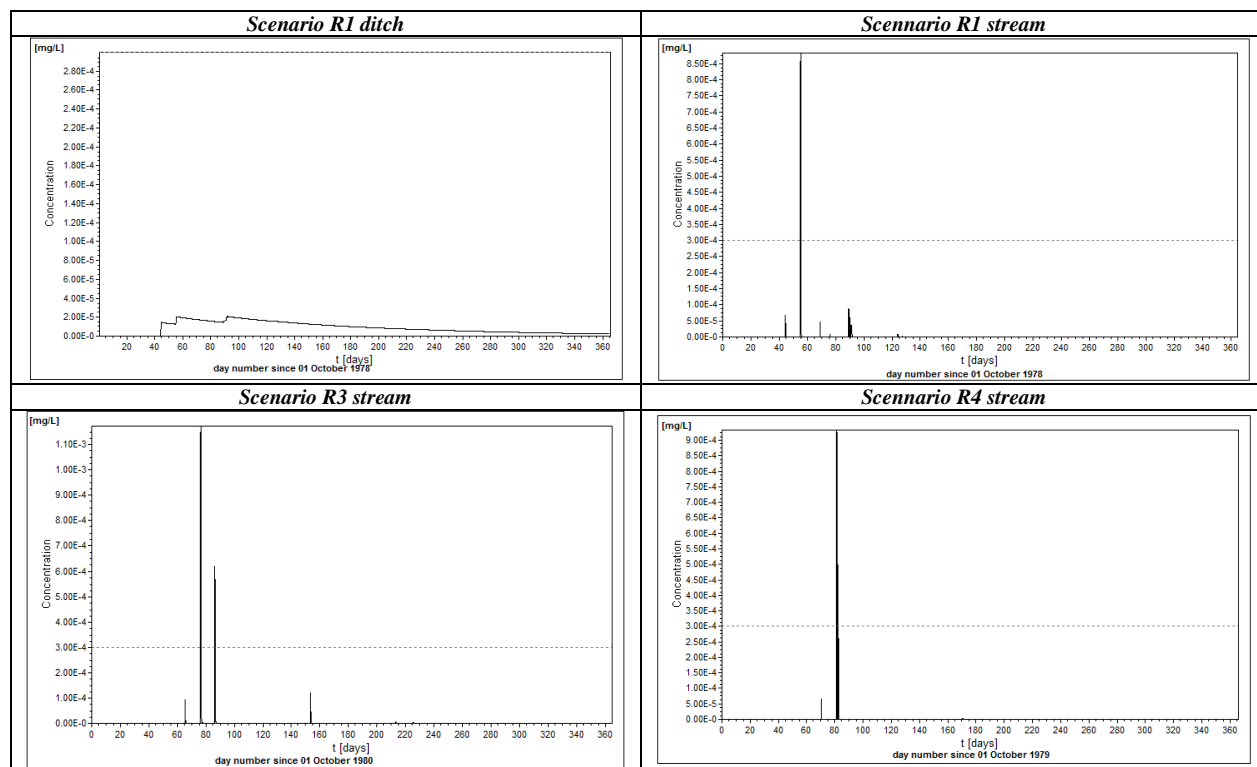 Scenario R1 ditch
[mg/L]
2.80E-4
2.60E-4
2.40E-4
2.20E-4
2.00E-4
1.80E-4
1.60E-4
1.40E-4
1.20E-4
1.00E-4
8.00E-5
6.00E-5
4.00E-5
2.00E-5
0.00E-0
Concentration
20 40 60 80 100 120 140 160 180 200 220 240 260 280 300 320 340 360
t [days]
day number since 01 October 1978
Scennario R1 stream
[mg/L]
8.50E-4
8.00E-4
7.50E-4
7.00E-4
6.50E-4
6.00E-4
5.50E-4
5.00E-4
4.50E-4
4.00E-4
3.50E-4
3.00E-4
2.50E-4
2.00E-4
1.50E-4
1.00E-4
5.00E-5
0.00E-0
Concentration
0 20 40 60 80 100 120 140 160 180 200 220 240 260 280 300 320 340 360
t [days]
day number since 01 October 1978
Scenario R3 stream
[mg/L]
1.10E-3
1.00E-3
9.00E-4
8.00E-4
7.00E-4
6.00E-4
5.00E-4
4.00E-4
3.00E-4
2.00E-4
1.00E-4
0.00E-0
Concentration
0 20 40 60 80 100 120 140 160 180 200 220 240 260 280 300 320 340 360
t [days]
day number since 01 October 1980
Scennario R4 stream
[mg/L]
9.00E-4
8.50E-4
8.00E-4
7.50E-4
7.00E-4
6.50E-4
6.00E-4
5.50E-4
5.00E-4
4.50E-4
4.00E-4
3.50E-4
3.00E-4
2.50E-4
2.00E-4
1.50E-4
1.00E-4
5.00E-5
0.00E-0
Concentration
0 20 40 60 80 100 120 140 160 180 200 220 240 260 280 300 320 340 360
t [days]
day number since 01 October 1979